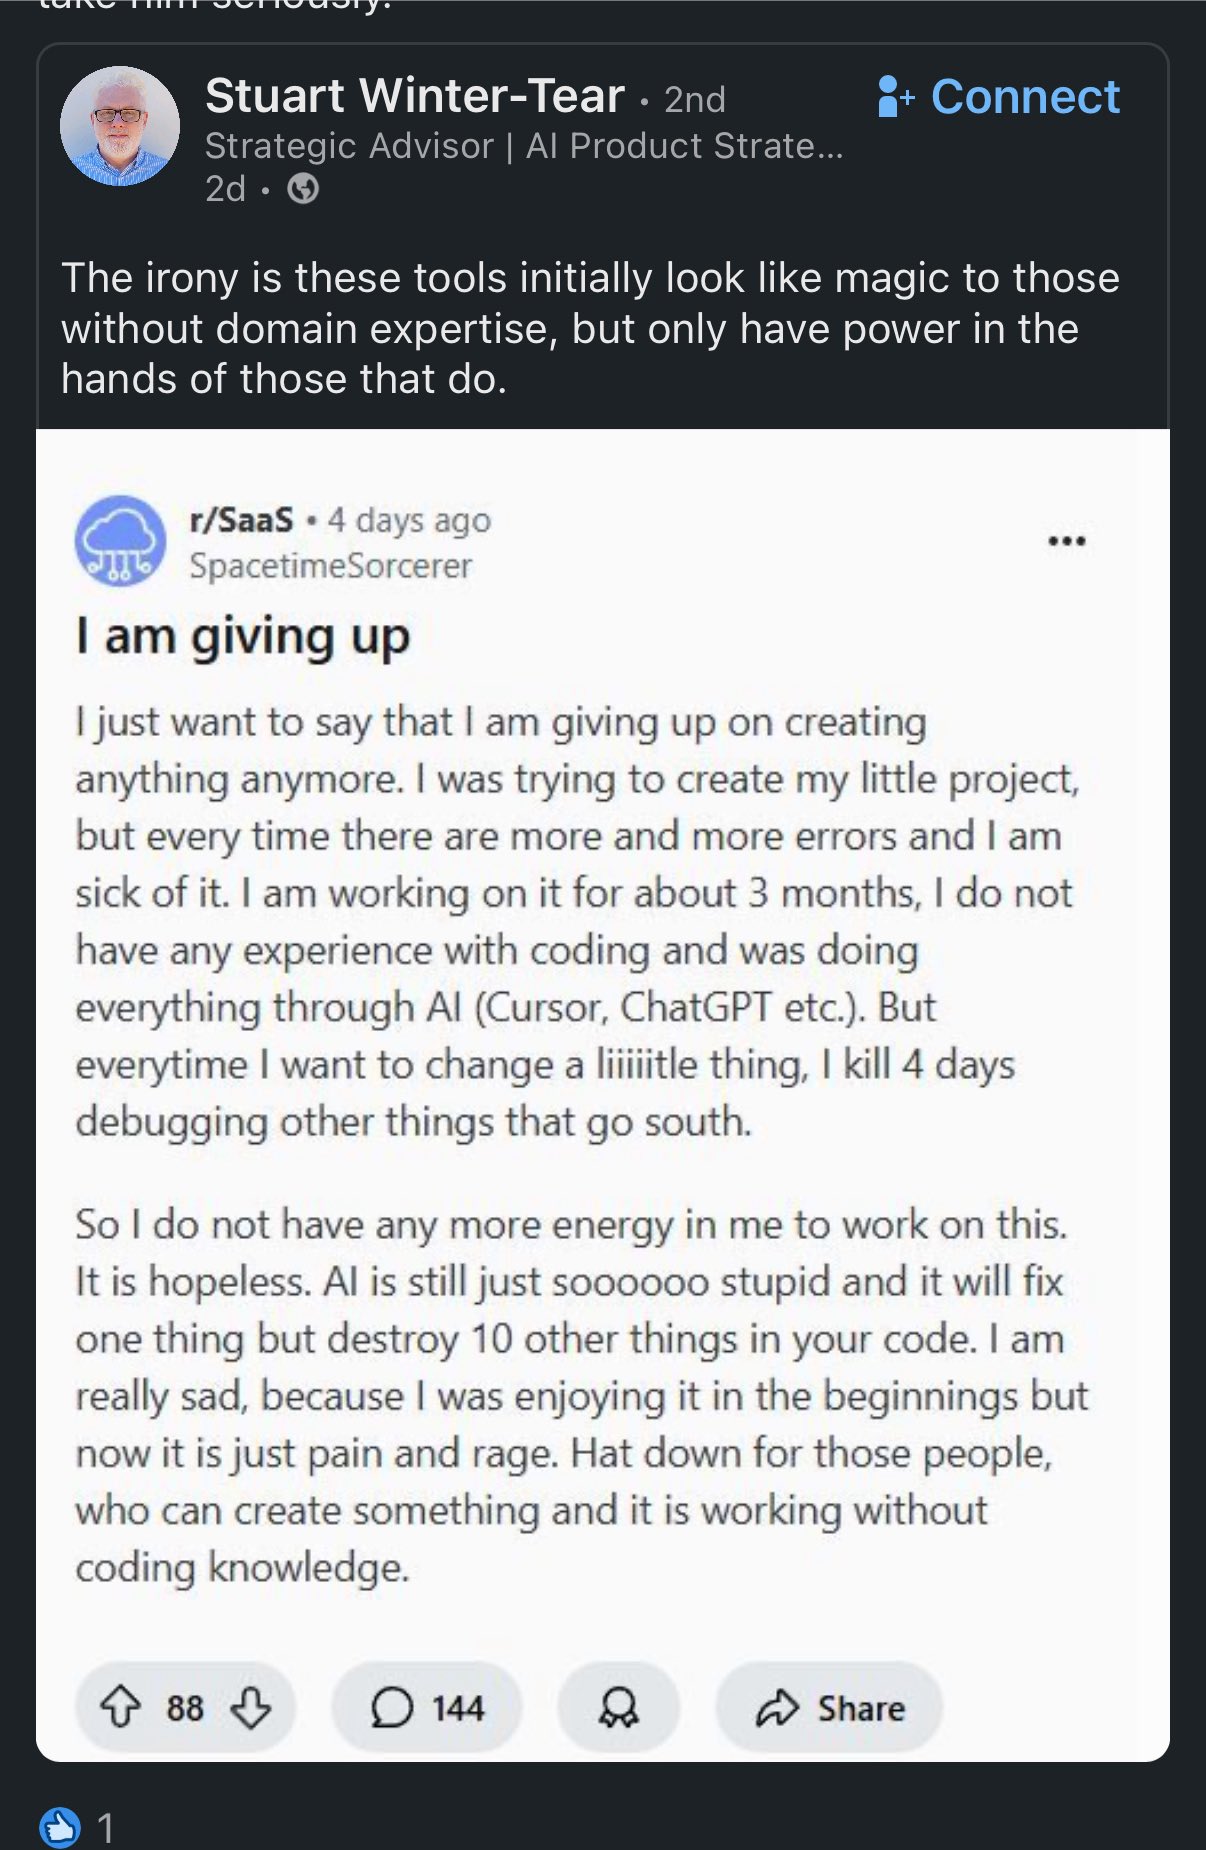 take him seriously.
Stuart Winter-Tear • 2nd
Connect
Strategic Advisor | AI Product Strate...
2d •
The irony is these tools initially look like magic to those
without domain expertise, but only have power in the
hands of those that do.
r/SaaS • 4 days ago
SpacetimeSorcerer
I am giving up
I just want to say that I am giving up on creating
anything anymore. I was trying to create my little project,
but every time there are more and more errors and I am
sick of it. I am working on it for about 3 months, I do not
have any experience with coding and was doing
everything through AI (Cursor, ChatGPT etc.). But
everytime I want to change a liiiiitle thing, I kill 4 days
debugging other things that go south.
So I do not have any more energy in me to work on this.
It is hopeless. AI is still just soooooo stupid and it will fix
one thing but destroy 10 other things in your code. I am
really sad, because I was enjoying it in the beginnings but
now it is just pain and rage. Hat down for those people,
who can create something and it is working without
coding knowledge.
88
144
Share
1